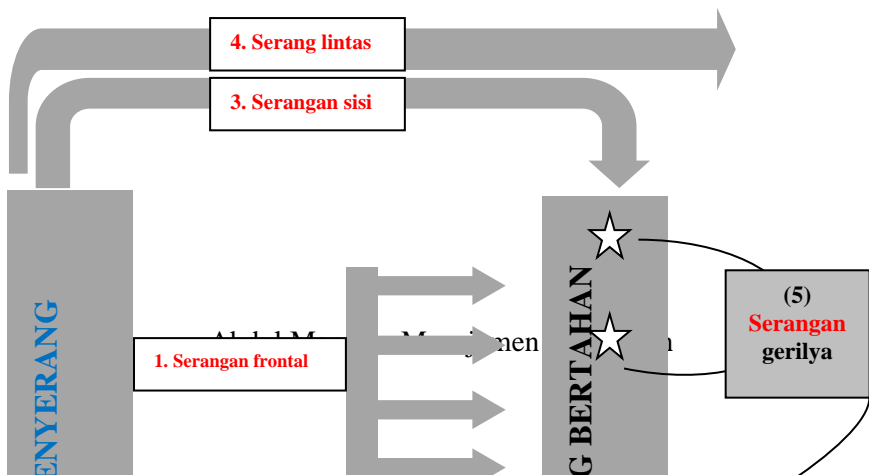 4. Serang lintas
3. Serangan sisi
ENYERANG
1. Serangan frontal
G BERTAHAN
(5)
Serangan
gerilya